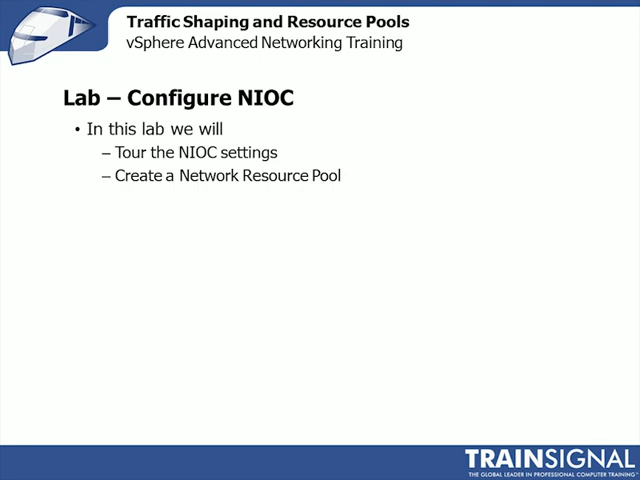 Traffic Shaping and Resource Pools
vSphere Advanced Networking Training
Lab – Configure NIOC
• In this lab we will
– Tour the NIOC settings
– Create a Network Resource Pool
TRAINSIGNAL
THE GLOBAL LEADER IN PROFESSIONAL COMPUTER TRAINING